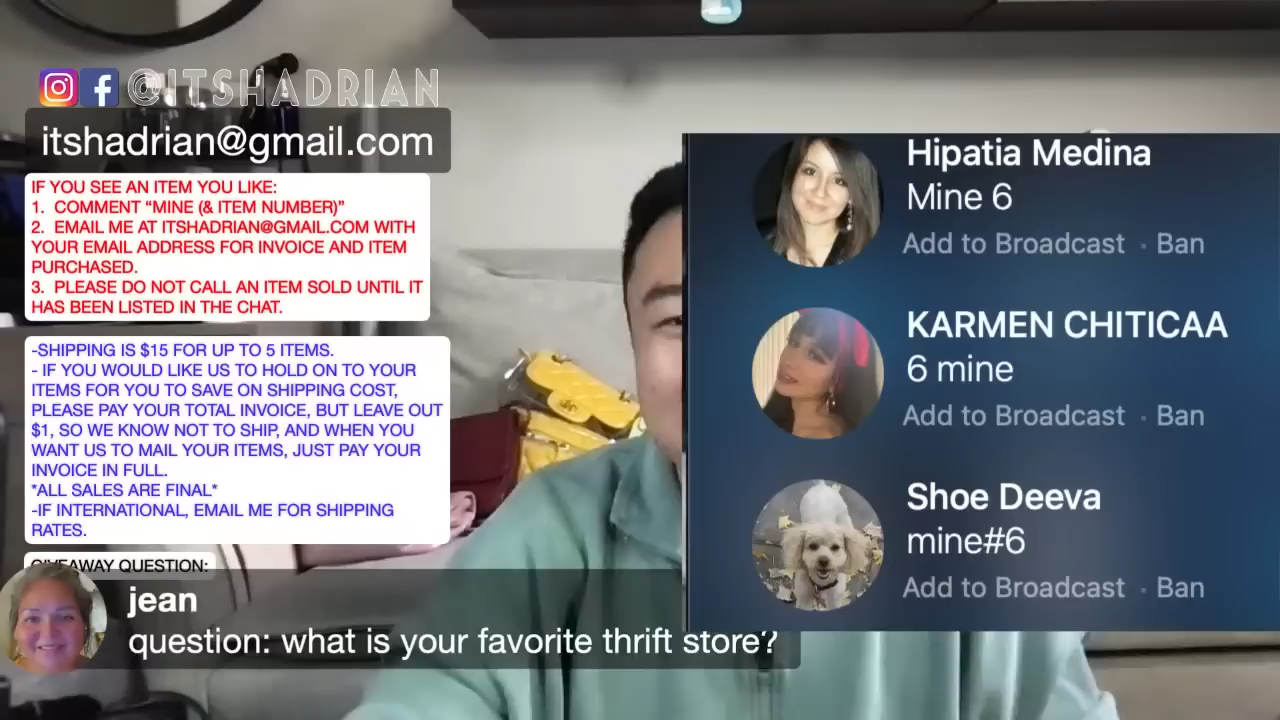 @ITSHADRIAN
itshadrian@gmail.com
IF YOU SEE AN ITEM YOU LIKE:
1. COMMENT “MINE (& ITEM NUMBER)”
2. EMAIL ME AT ITSHADRIAN@GMAIL.COM WITH
YOUR EMAIL ADDRESS FOR INVOICE AND ITEM
PURCHASED.
3. PLEASE DO NOT CALL AN ITEM SOLD UNTIL IT
HAS BEEN LISTED IN THE CHAT.
-SHIPPING IS $15 FOR UP TO 5 ITEMS.
- IF YOU WOULD LIKE US TO HOLD ON TO YOUR
ITEMS FOR YOU TO SAVE ON SHIPPING COST,
PLEASE PAY YOUR TOTAL INVOICE, BUT LEAVE OUT
$1, SO WE KNOW NOT TO SHIP, AND WHEN YOU
WANT US TO MAIL YOUR ITEMS, JUST PAY YOUR
INVOICE IN FULL.
*ALL SALES ARE FINAL*
-IF INTERNATIONAL, EMAIL ME FOR SHIPPING
RATES.
GIVEAWAY QUESTION:
jean
question: what is your favorite thrift store?
Hipatia Medina
Mine 6
Add to Broadcast · Ban
KARMEN CHITICAA
6 mine
Add to Broadcast · Ban
Shoe Deeva
mine#6
Add to Broadcast · Ban